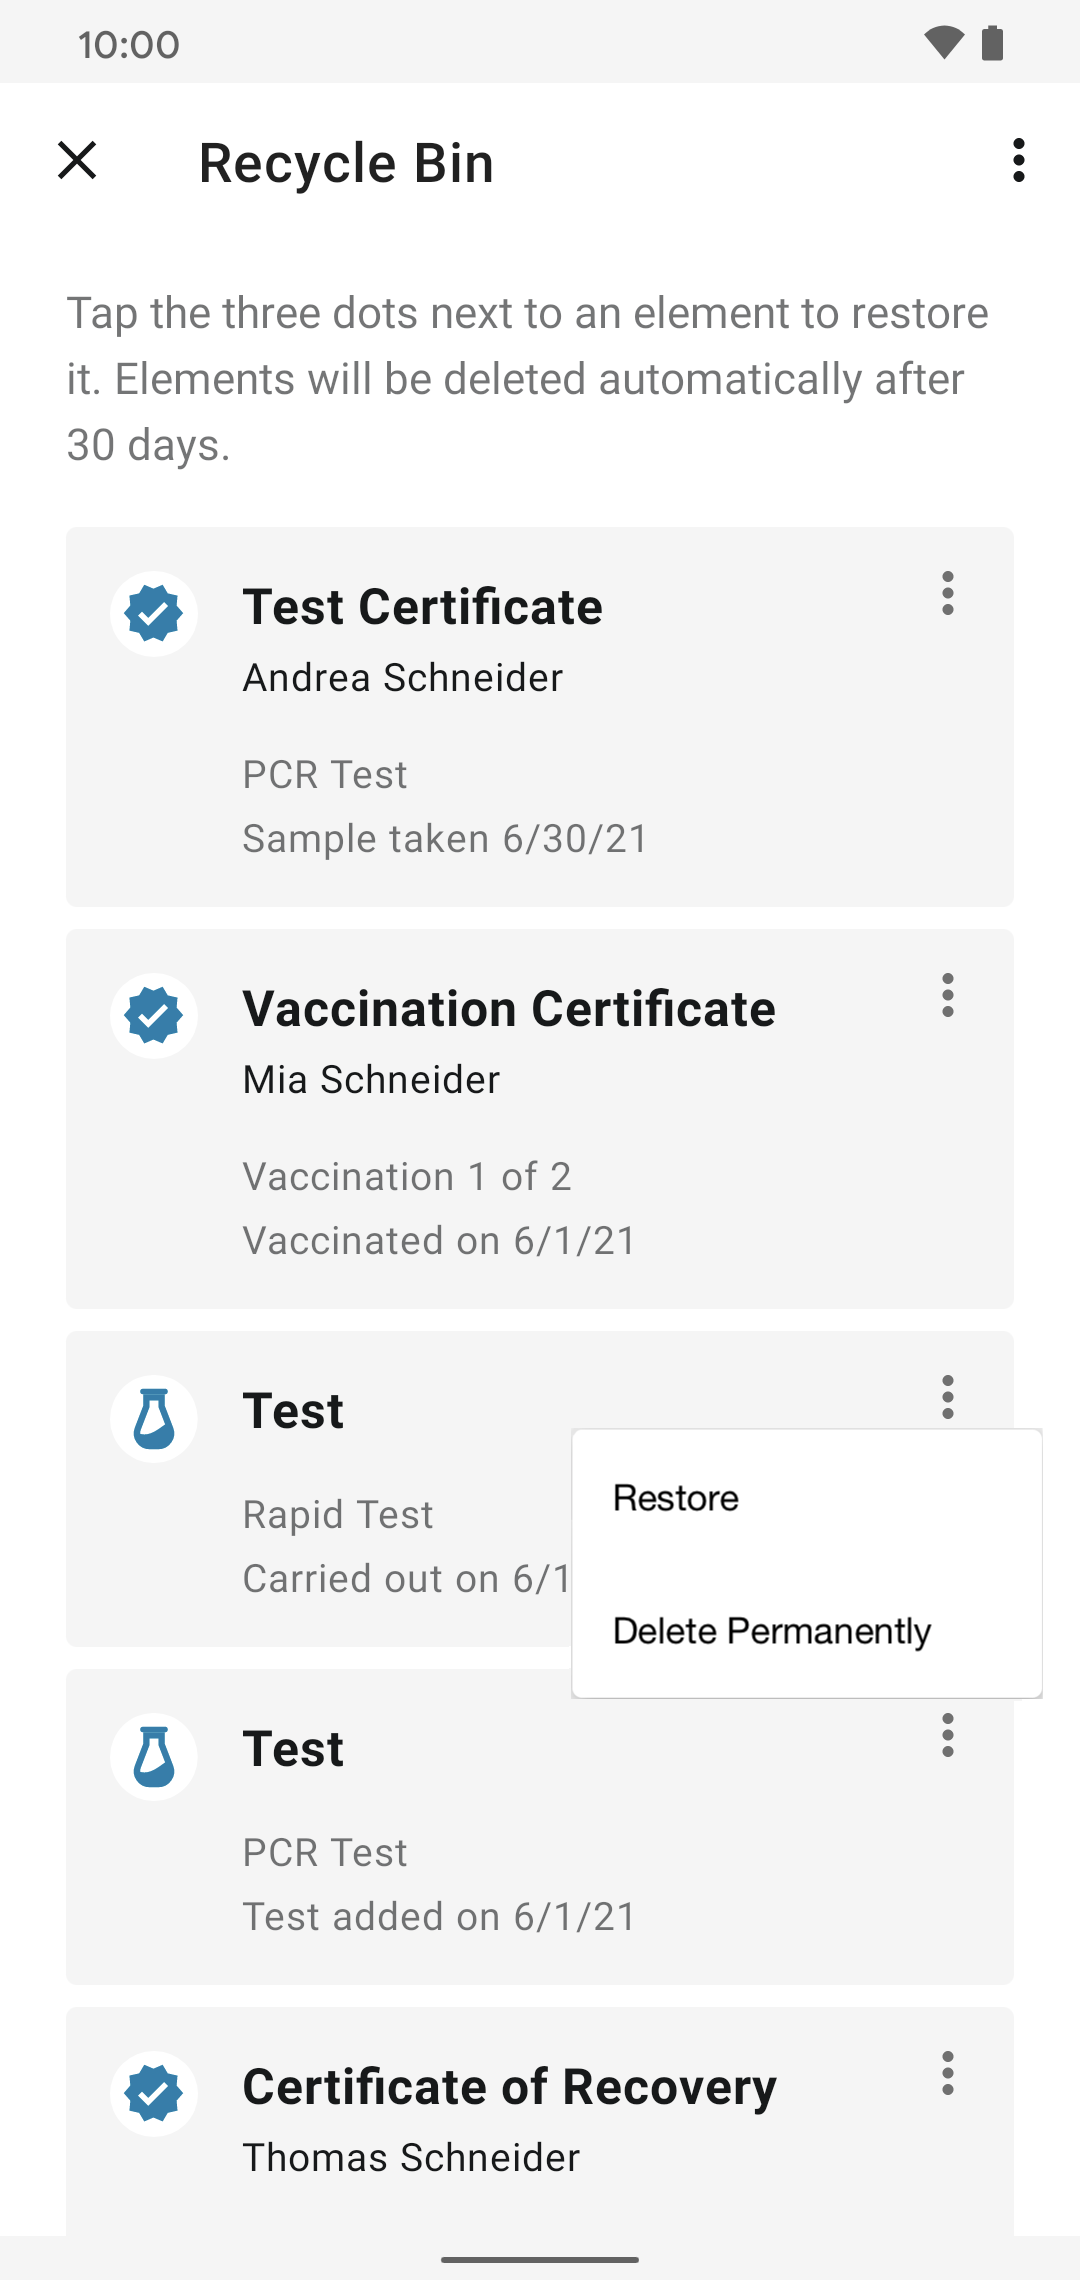 10:00
Recycle Bin
Tap the three dots next to an element to restore
it. Elements will be deleted automatically after
30 days.
Test Certificate
Andrea Schneider
PCR Test
Sample taken 6/30/21
Vaccination Certificate
Mia Schneider
Vaccination 1 of 2
Vaccinated on 6/1/21
Test
Rapid Test
Carried out on 6/1
Restore
Delete Permanently
Test
PCR Test
Test added on 6/1/21
Certificate of Recovery
Thomas Schneider